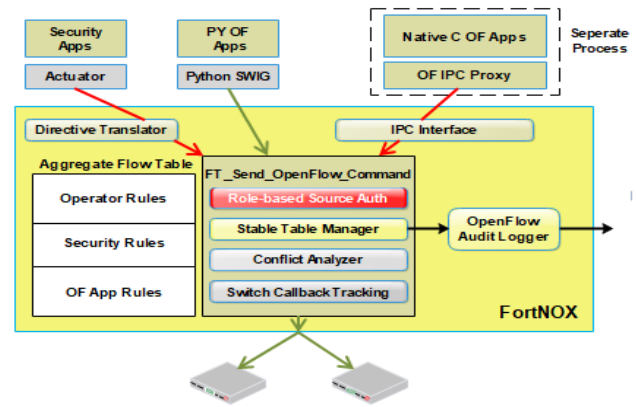 Security
Apps
Actuator
PY OF
Apps
Python SWIG
Native C OF Apps
OF IPC Proxy
Seperate
Process
Directive Translator
IPC Interface
Aggregate Flow Table
Operator Rules
Security Rules
OF App Rules
FT_Send_OpenFlow_Command
Role-based Source Auth
Stable Table Manager
Conflict Analyzer
Switch Callback Tracking
OpenFlow
Audit Logger
FortNOX